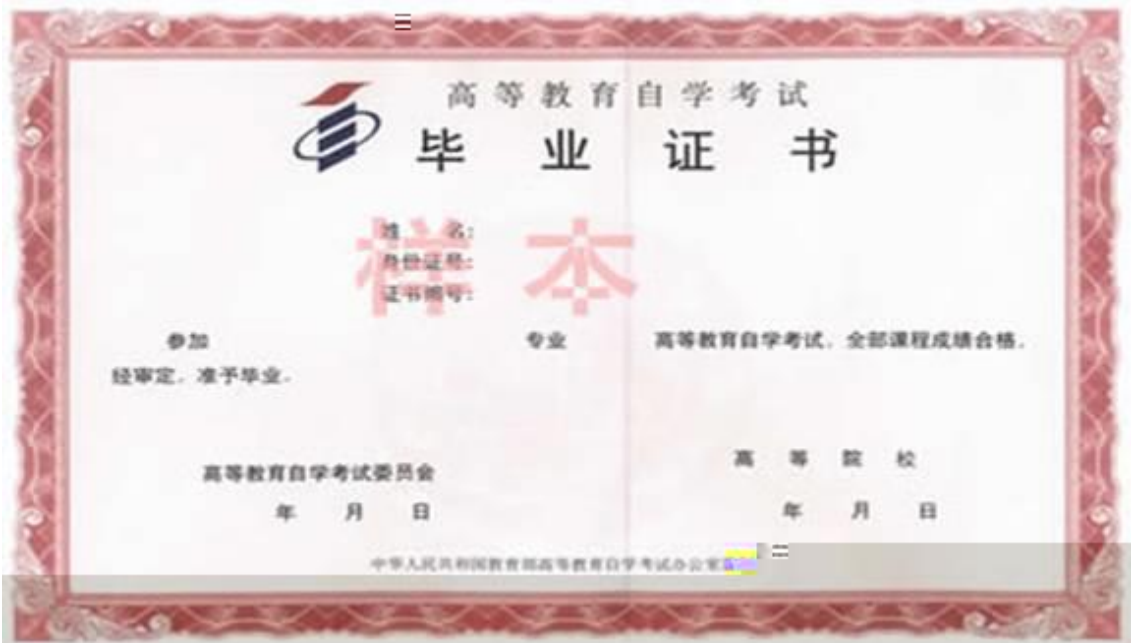 高等教育自学考试
毕业证书
样本
姓 名：
身份证号：
证书编号：
参加 专业 高等教育自学考试，全部课程成绩合格，
经审定，准予毕业。
高等教育自学考试委员会
高等院校
年 月 日
年 月 日
中华人民共和国教育部高等教育自学考试办公室